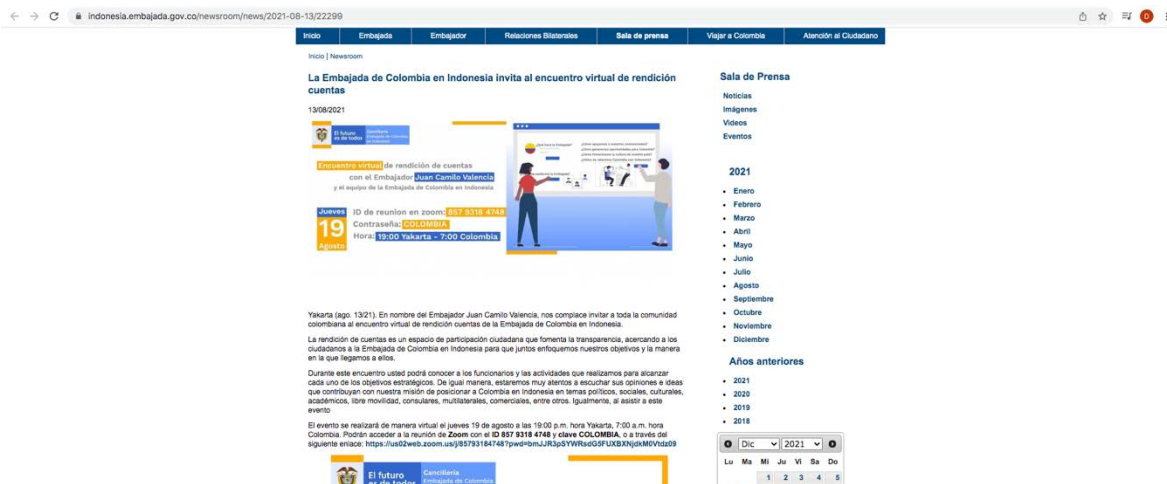 indonesia.embajada.gov.co/newsroom/news/2021-08-13/22299
Inicio Embajada Embajador Relaciones Bilaterales Sala de prensa Viajar a Colombia Atención al Ciudadano
Inicio | Newsroom
La Embajada de Colombia en Indonesia invita al encuentro virtual de rendición
cuentas
13/08/2021
El futuro
es de todos
Cancillería
Encuentro virtual de rendición de cuentas
con el Embajador Juan Camilo Valencia
y el equipo de la Embajada de Colombia en Indonesia
Jueves
19
Agosto
ID de reunion en zoom: 857 9318 4748
Contraseña: COLOMBIA
Hora: 19:00 Yakarta - 7:00 Colombia
Yakarta (ago. 13/21). En nombre del Embajador Juan Camilo Valencia, nos complace invitar a toda la comunidad
colombiana al encuentro virtual de rendición cuentas de la Embajada de Colombia en Indonesia.
La rendición de cuentas es un espacio de participación ciudadana que fomenta la transparencia, acercando a los
ciudadanos a la Embajada de Colombia en Indonesia para que juntos enfoquemos nuestros objetivos y la manera
en la que llegamos a ellos.
Durante este encuentro usted podrá conocer a los funcionarios y las actividades que realizamos para alcanzar
cada uno de los objetivos estratégicos. De igual manera, estaremos muy atentos a escuchar sus opiniones e ideas
que contribuyan con nuestra misión de posicionar a Colombia en Indonesia en temas políticos, sociales, culturales,
académicos, libre movilidad, consulares, multilaterales, comerciales, entre otros. Igualmente, al asistir a este
evento
El evento se realizará de manera virtual el jueves 19 de agosto a las 19:00 p.m. hora Yakarta, 7:00 a.m. hora
Colombia. Podrán acceder a la reunión de Zoom con el ID 857 9318 4748 y clave COLOMBIA, o a través del
siguiente enlace: https://us02web.zoom.us/j/85793184748?pwd=bmJJR3pSYWRsdG5FUXBXNjdkM0Vtdz09
El futuro
es de todos
Cancillería
Embajada de Colombia
Sala de Prensa
Noticias
Imágenes
Videos
Eventos
2021
Enero
Febrero
Marzo
Abril
Mayo
Junio
Julio
Agosto
Septiembre
Octubre
Noviembre
Diciembre
Años anteriores
2021
2020
2019
2018
Dic 2021
Lu Ma Mi Ju Vi Sa Do
1 2 3 4 5